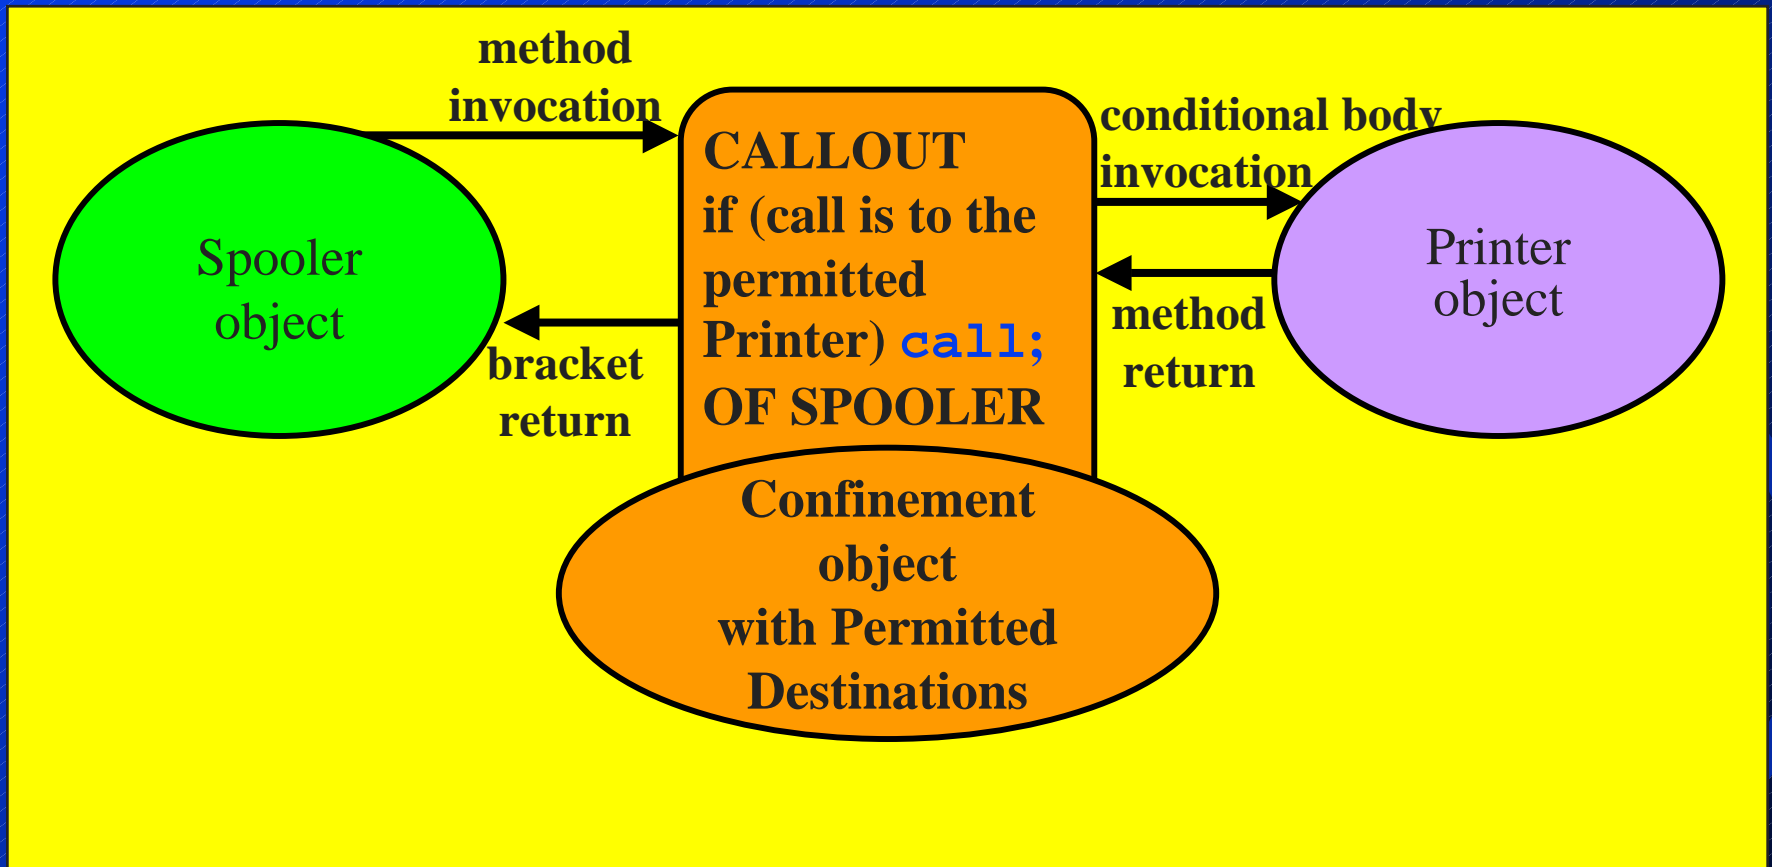 method
invocation
conditional body
invocation
CALLOUT
if (call is to the
permitted
Printer) call;
OF SPOOLER
Spooler
object
Printer
object
bracket
return
method
return
Confinement
object
with Permitted
Destinations